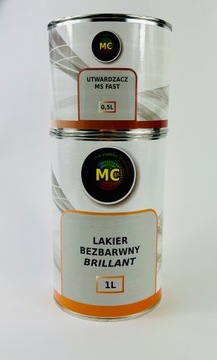 MC
UTWARDZACZ
MS FAST
0,5L
MC
LAKIER
BEZBARWNY
BRILLANT
1L